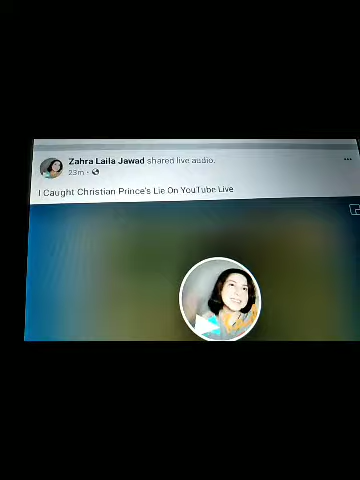 Zahra Laila Jawad shared live audio.
23m ·
I Caught Christian Prince's Lie On YouTube Live